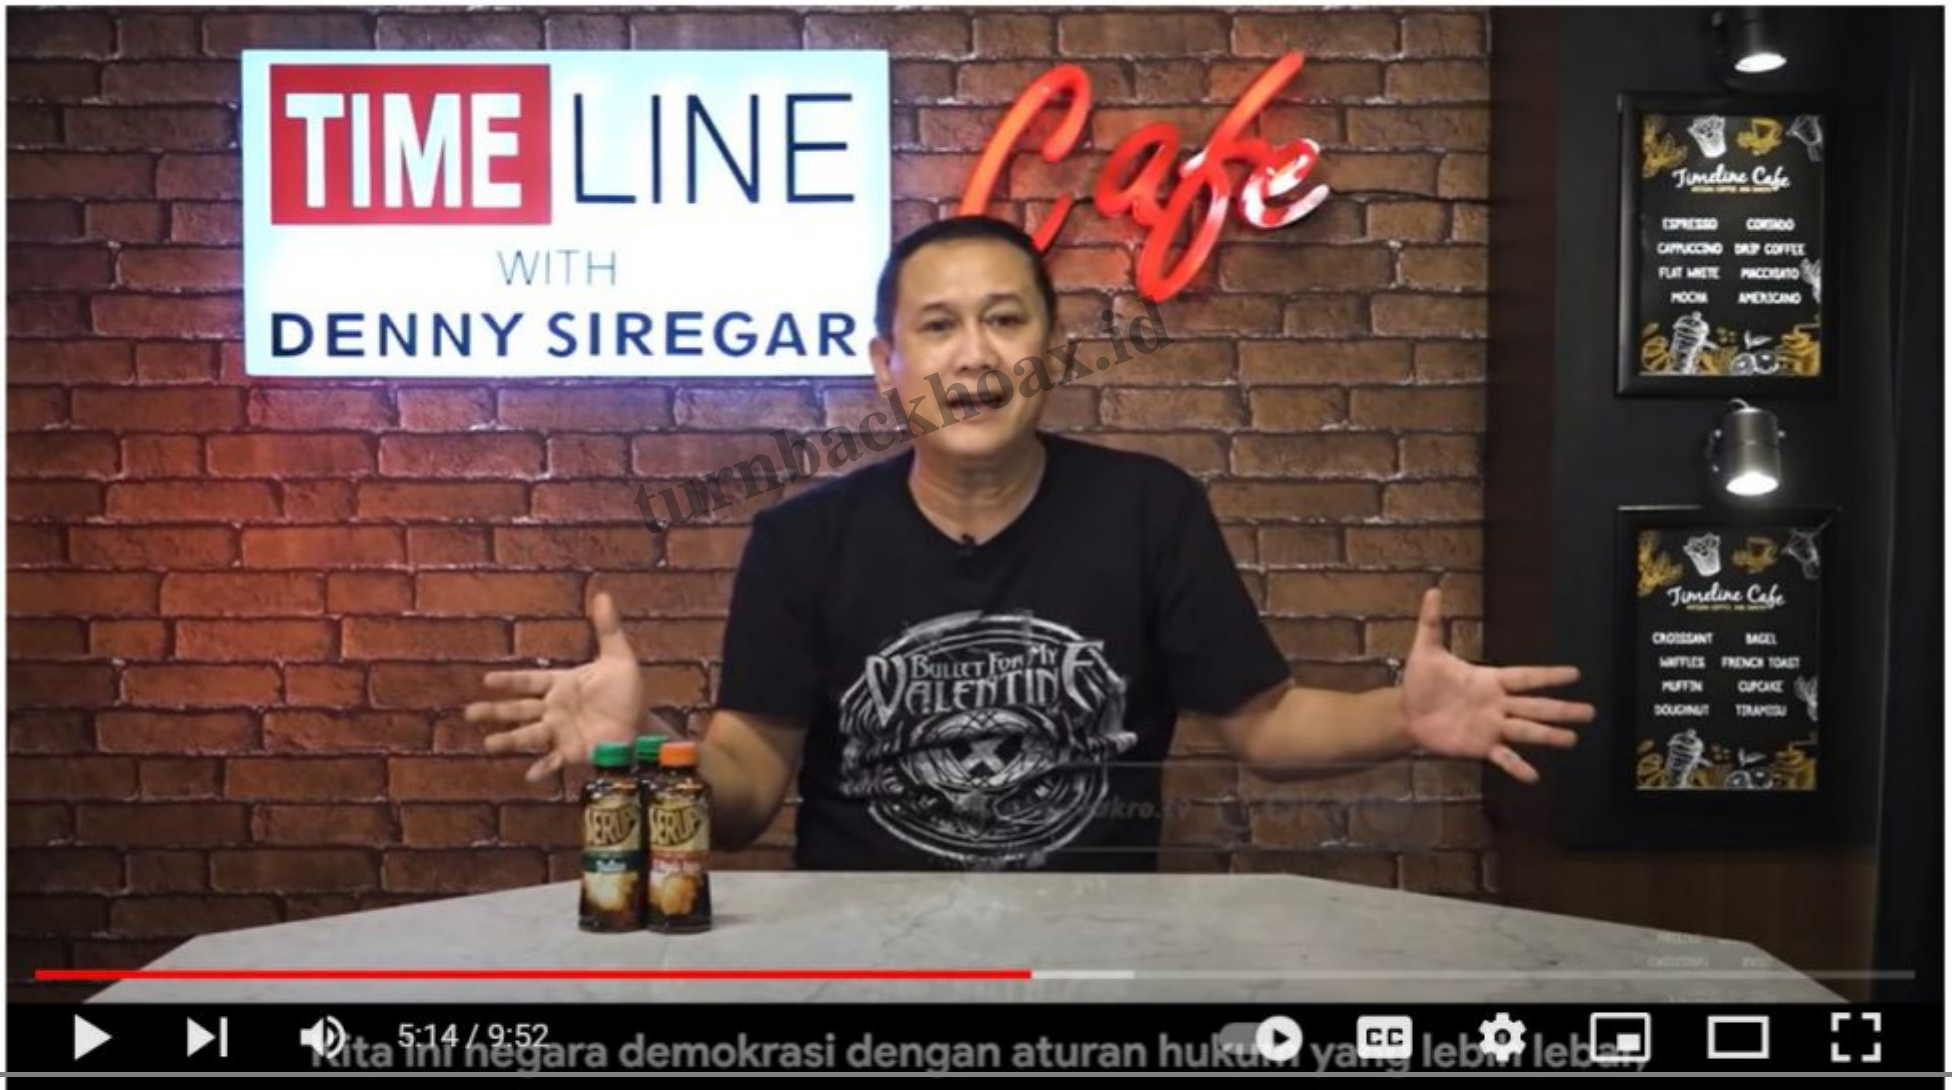 TIME LINE
WITH
DENNY SIREGAR
Cafe
turnbackhoax.id
Timeline Cafe
ESPRESSO CORTADO
CAPPUCCINO DRIP COFFEE
FLAT WHITE MACCHIATO
MOCHA AMERICANO
Timeline Cafe
CROISSANT BAGEL
WAFFLES FRENCH TOAST
MUFFIN CUPCAKE
DOUGHNUT TIRAMISU
BULLET FOR MY
VALENTINE
5:14 / 9:52
CC
Kita ini negara demokrasi dengan aturan hukum yang lebih lebar,